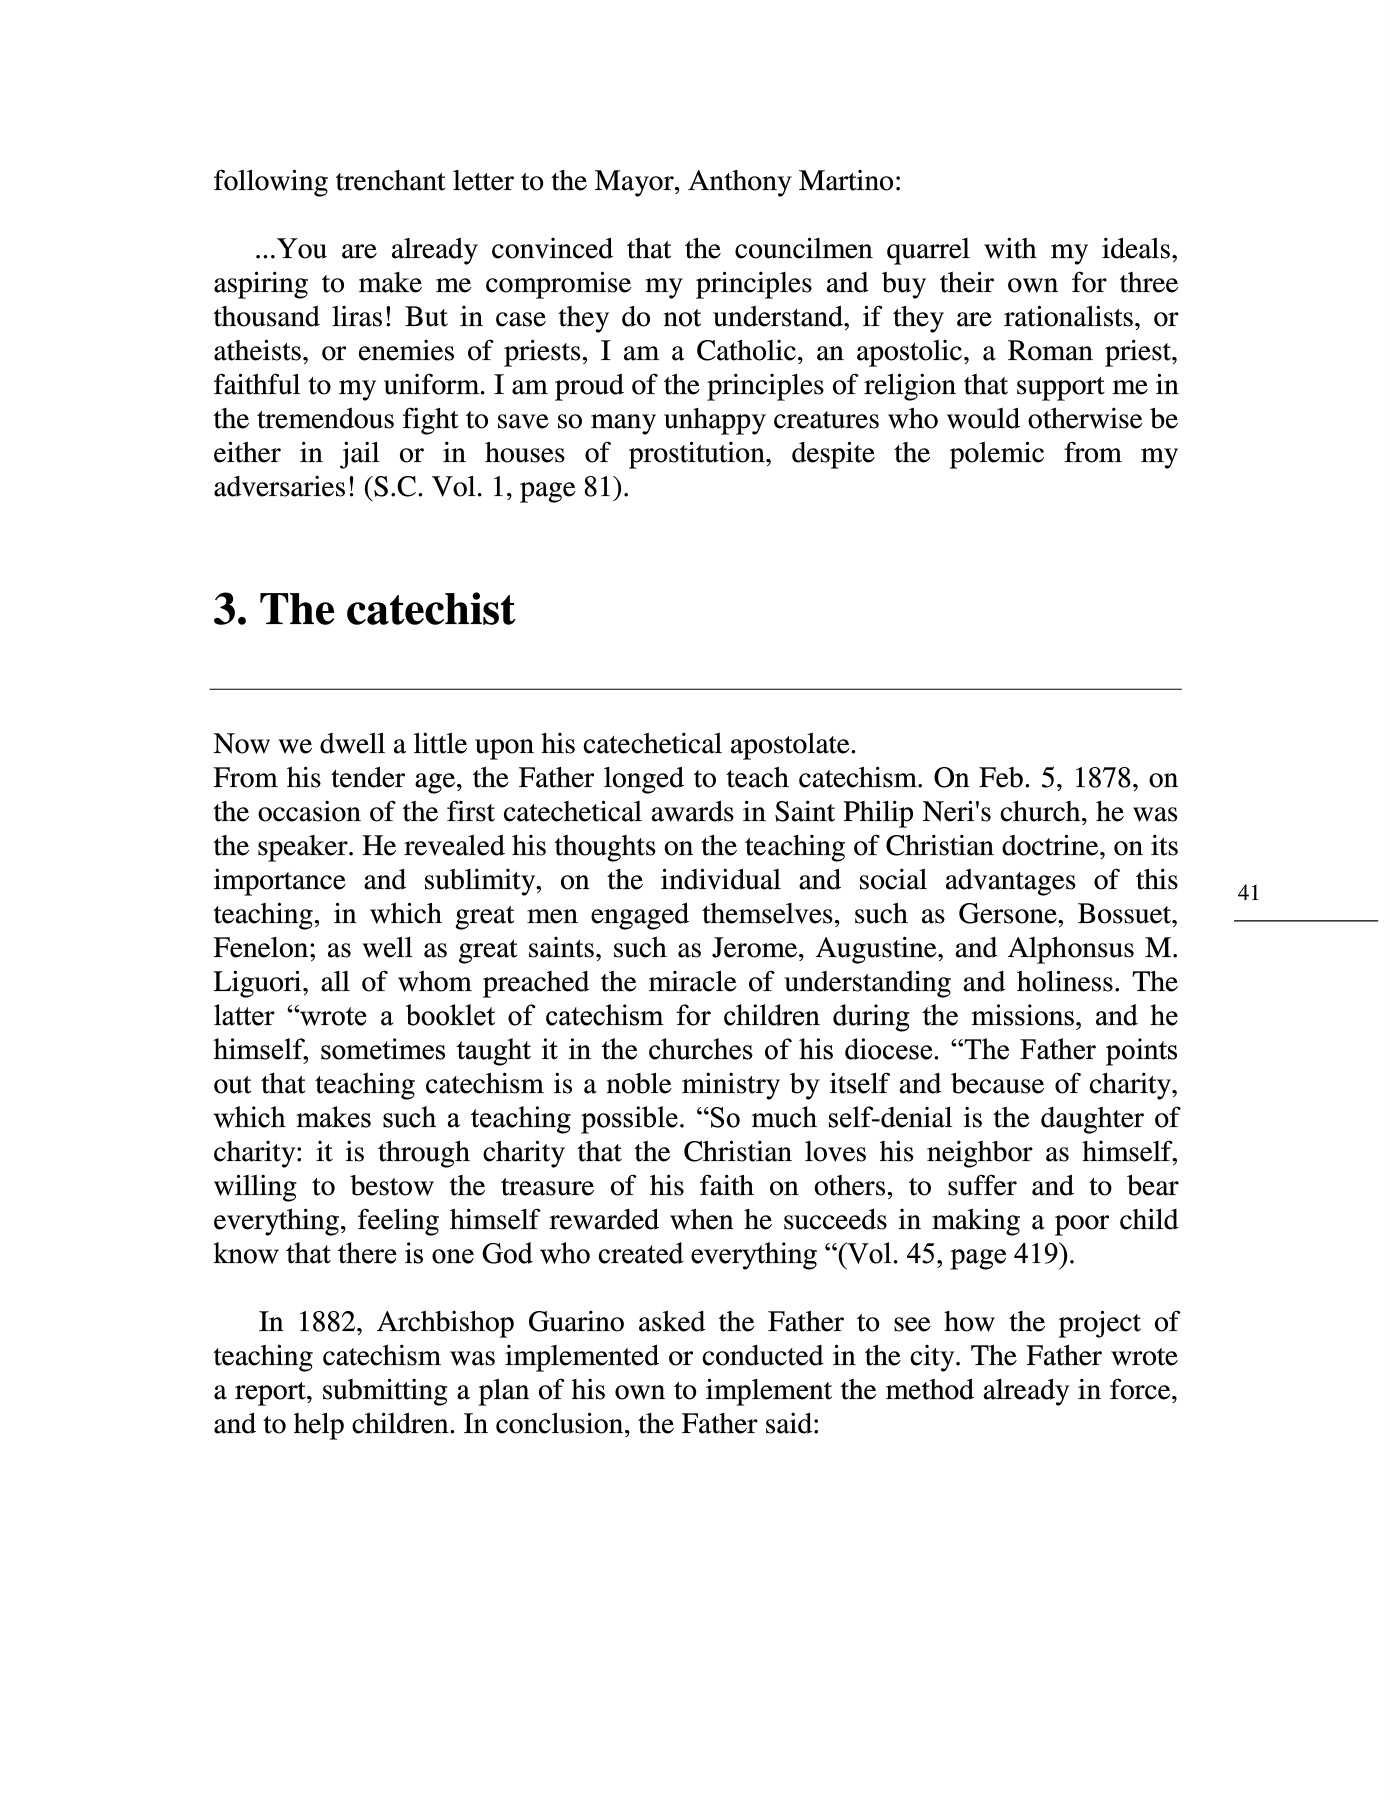 following trenchant letter to the Mayor, Anthony Martino:
...You are already convinced that the councilmen quarrel with my ideals,
aspiring to make me compromise my principles and buy their own for three
thousand liras! But in case they do not understand, if they are rationalists, or
atheists, or enemies of priests, I am a Catholic, an apostolic, a Roman priest,
faithful to my uniform. I am proud of the principles of religion that support me in
the tremendous fight to save so many unhappy creatures who would otherwise be
either in jail or in houses of prostitution, despite the polemic from my
adversaries! (S.C. Vol. 1, page 81).
3. The catechist
Now we dwell a little upon his catechetical apostolate.
From his tender age, the Father longed to teach catechism. On Feb. 5, 1878, on
the occasion of the first catechetical awards in Saint Philip Neri's church, he was
the speaker. He revealed his thoughts on the teaching of Christian doctrine, on its
importance and sublimity, on the individual and social advantages of this
teaching, in which great men engaged themselves, such as Gersone, Bossuet,
Fenelon; as well as great saints, such as Jerome, Augustine, and Alphonsus M.
Liguori, all of whom preached the miracle of understanding and holiness. The
latter “wrote a booklet of catechism for children during the missions, and he
himself, sometimes taught it in the churches of his diocese. “The Father points
out that teaching catechism is a noble ministry by itself and because of charity,
which makes such a teaching possible. “So much self-denial is the daughter of
charity: it is through charity that the Christian loves his neighbor as himself,
willing to bestow the treasure of his faith on others, to suffer and to bear
everything, feeling himself rewarded when he succeeds in making a poor child
know that there is one God who created everything “(Vol. 45, page 419).
In 1882, Archbishop Guarino asked the Father to see how the project of
teaching catechism was implemented or conducted in the city. The Father wrote
a report, submitting a plan of his own to implement the method already in force,
and to help children. In conclusion, the Father said:
41